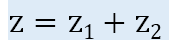 z = z₁ + z₂